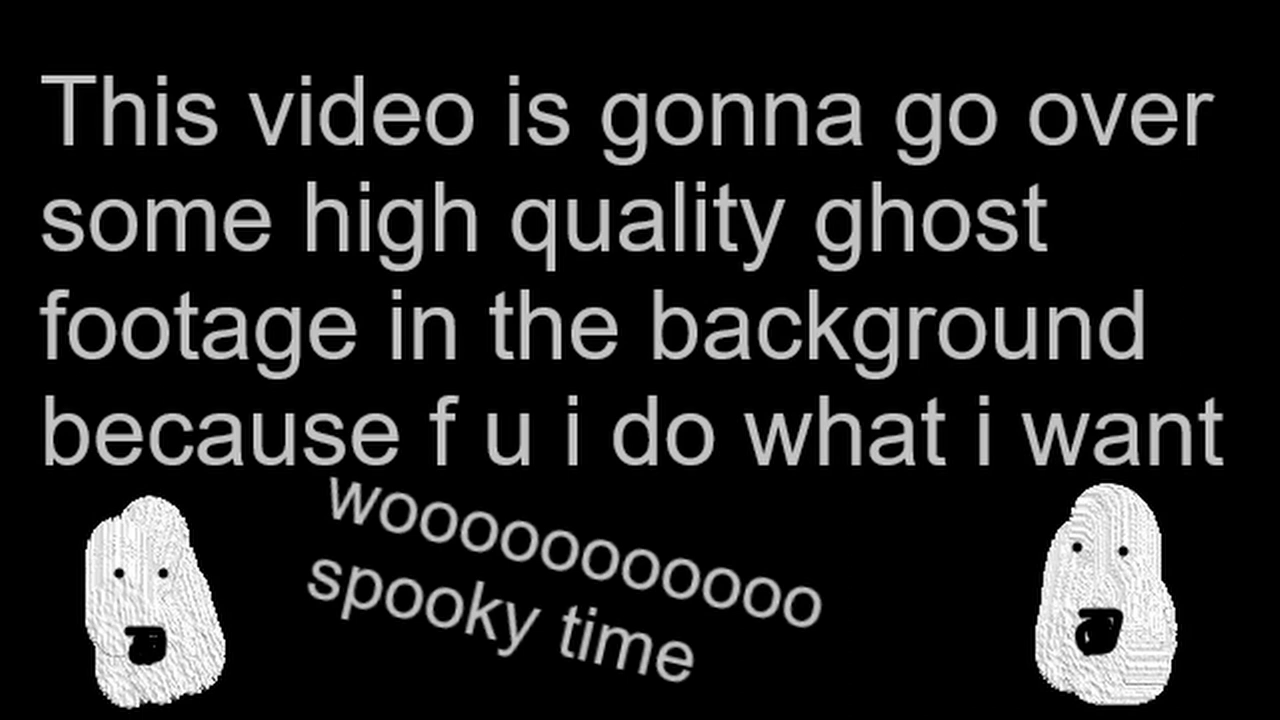 This video is gonna go over
some high quality ghost
footage in the background
because f u i do what i want
woooooooooo
spooky time